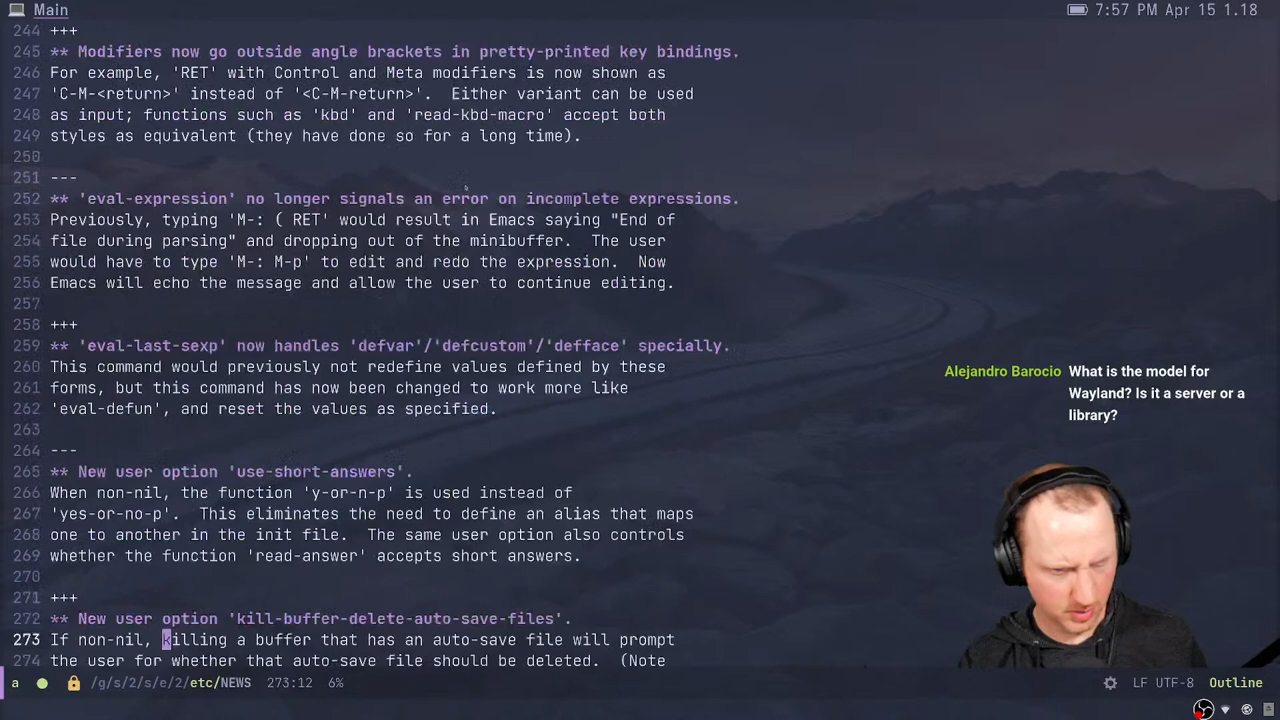 Main
7:57 PM Apr 15 1.18
244 +++
245 ** Modifiers now go outside angle brackets in pretty-printed key bindings.
246 For example, 'RET' with Control and Meta modifiers is now shown as
247 'C-M-<return>' instead of '<C-M-return>'.  Either variant can be used
248 as input; functions such as 'kbd' and 'read-kbd-macro' accept both
249 styles as equivalent (they have done so for a long time).
250
251 ---
252 ** 'eval-expression' no longer signals an error on incomplete expressions.
253 Previously, typing 'M-: ( RET' would result in Emacs saying "End of
254 file during parsing" and dropping out of the minibuffer.  The user
255 would have to type 'M-: M-p' to edit and redo the expression.  Now
256 Emacs will echo the message and allow the user to continue editing.
257
258 +++
259 ** 'eval-last-sexp' now handles 'defvar'/'defcustom'/'defface' specially.
260 This command would previously not redefine values defined by these
261 forms, but this command has now been changed to work more like
262 'eval-defun', and reset the values as specified.
263
264 ---
265 ** New user option 'use-short-answers'.
266 When non-nil, the function 'y-or-n-p' is used instead of
267 'yes-or-no-p'.  This eliminates the need to define an alias that maps
268 one to another in the init file.  The same user option also controls
269 whether the function 'read-answer' accepts short answers.
270
271 +++
272 ** New user option 'kill-buffer-delete-auto-save-files'.
273 If non-nil, killing a buffer that has an auto-save file will prompt
274 the user for whether that auto-save file should be deleted.  (Note
Alejandro Barocio What is the model for
Wayland? Is it a server or a
library?
a /g/s/2/s/e/2/etc/NEWS 273:12 6% LF UTF-8 Outline